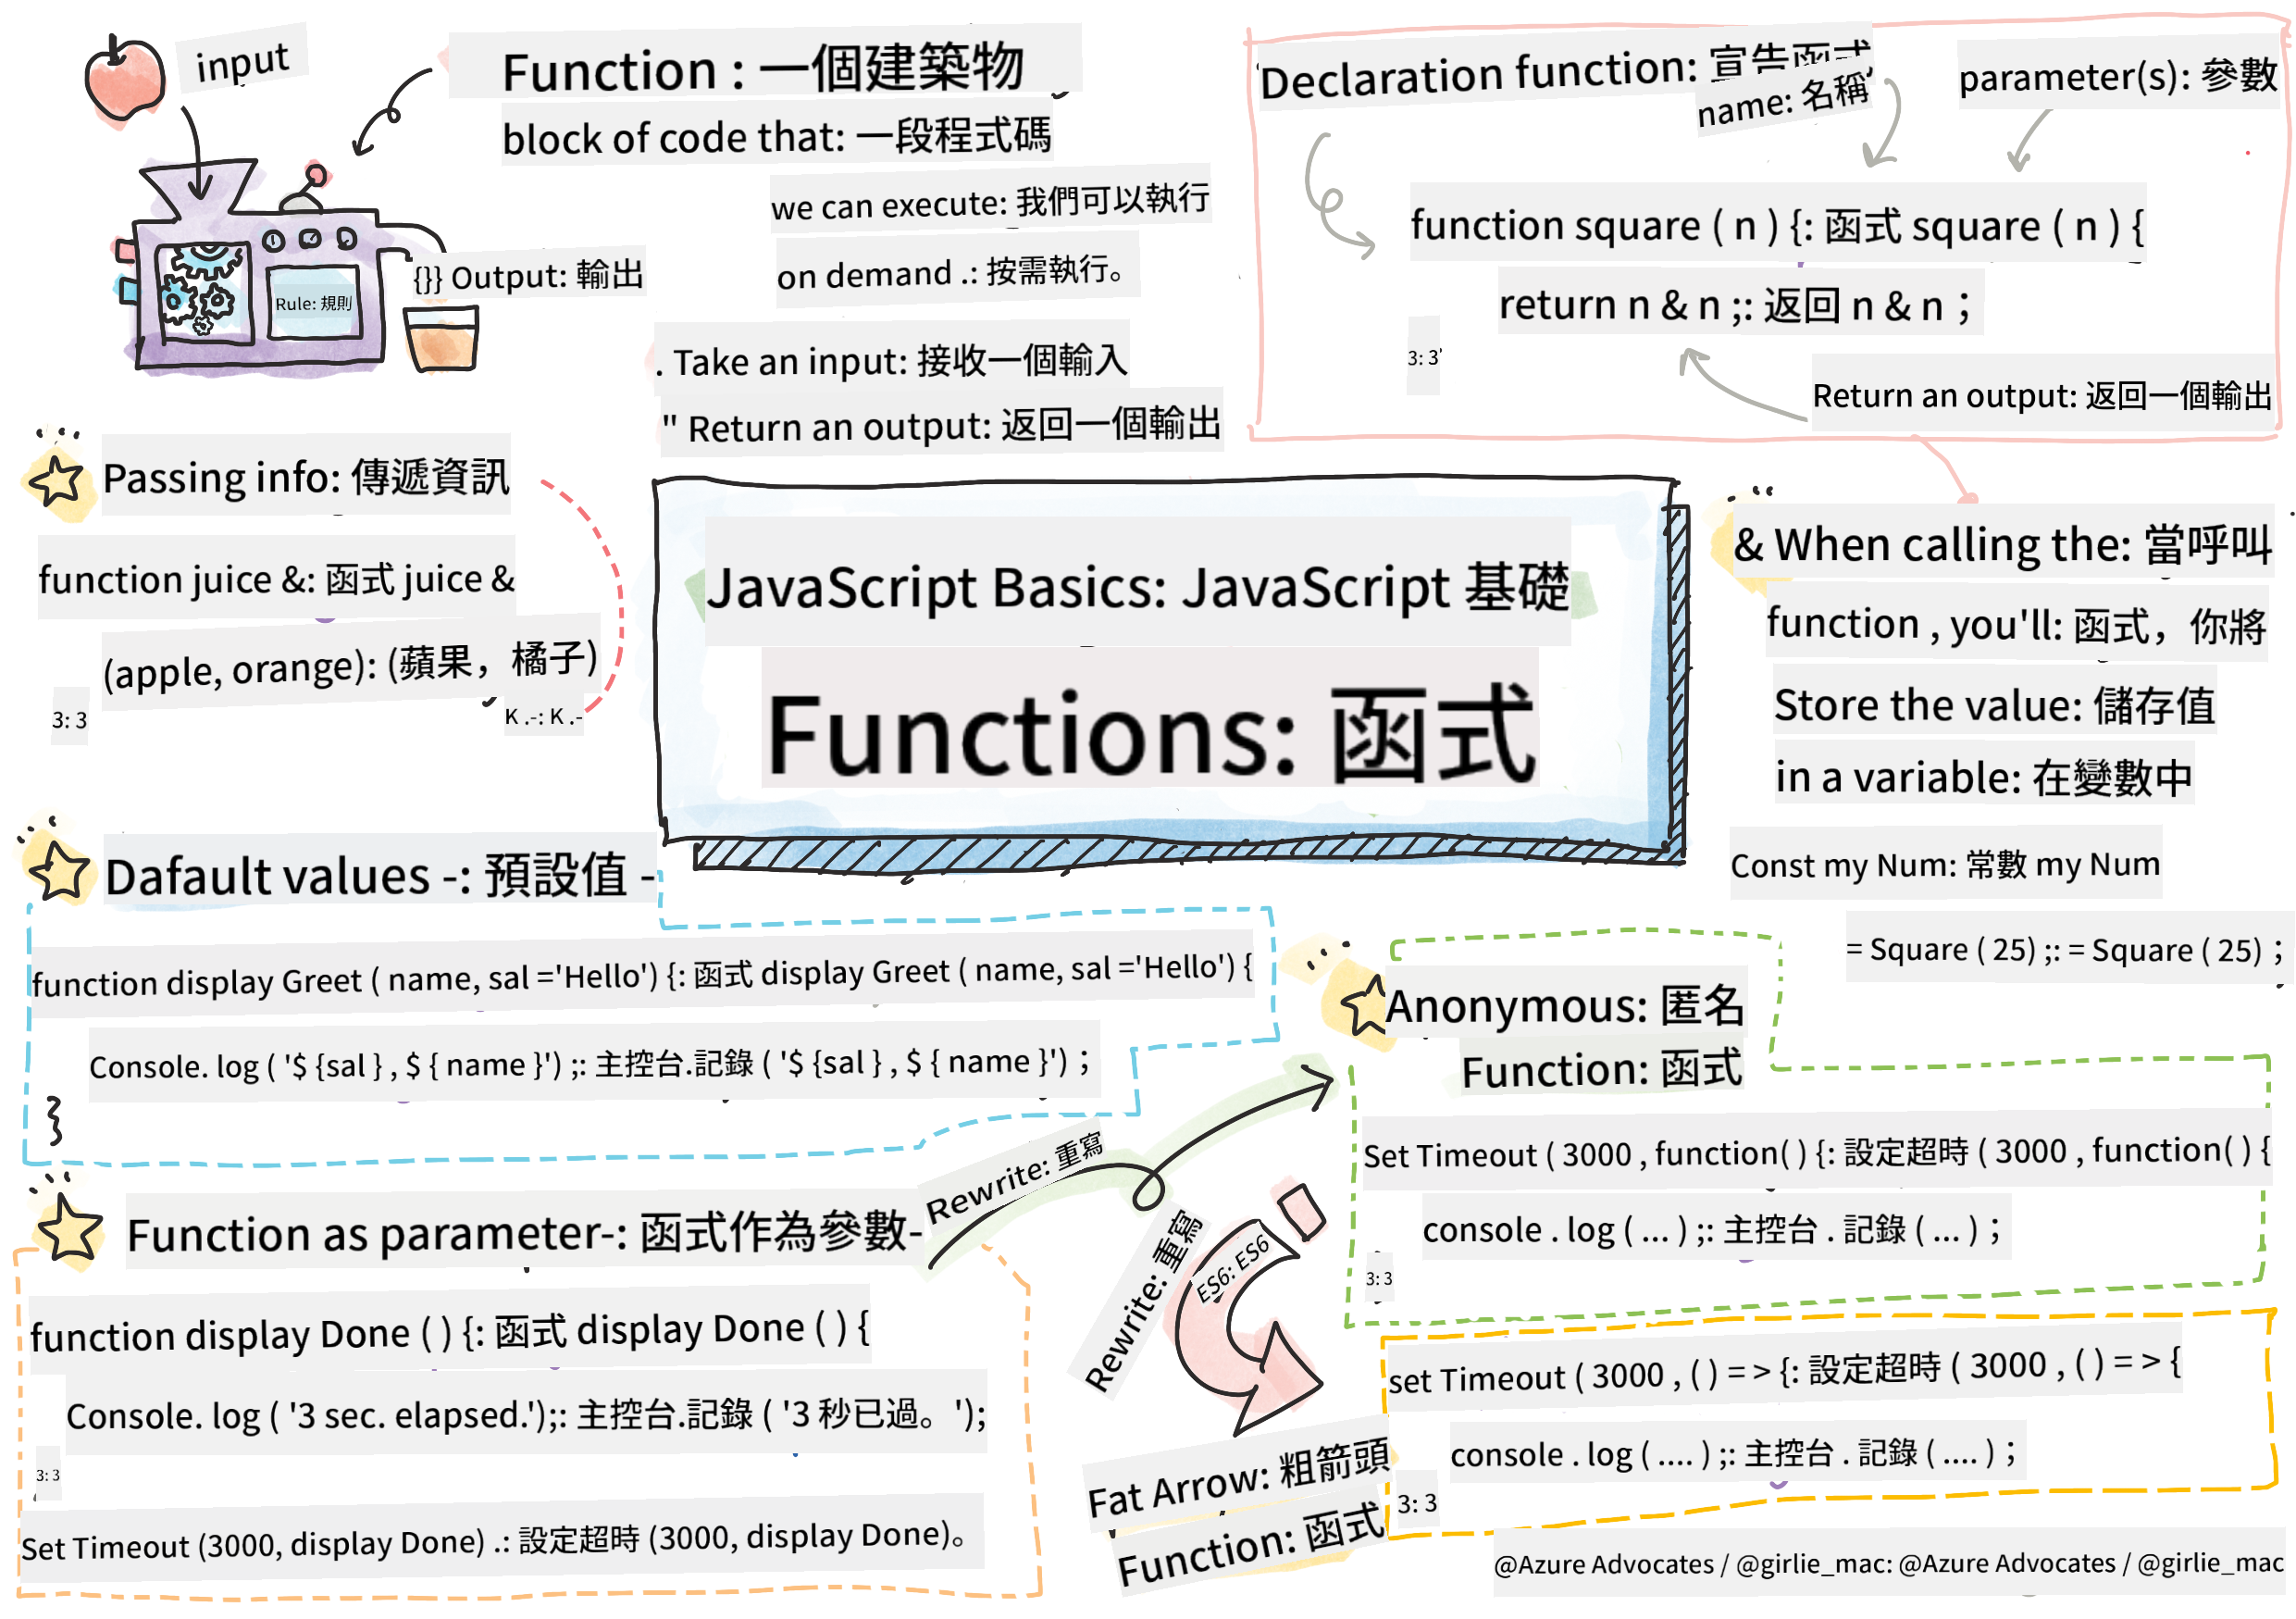 input
Function : 一個建築物
block of code that: 一段程式碼
we can execute: 我們可以執行
on demand .: 按需執行。
{}} Output: 輸出
Rule: 規則
. Take an input: 接收一個輸入
" Return an output: 返回一個輸出
Declaration function: 宣告函式
name: 名稱
parameter(s): 參數
function square ( n ) {: 函式 square ( n ) {
return n & n ;: 返回 n & n ；
3: 3
Return an output: 返回一個輸出
Passing info: 傳遞資訊
function juice &: 函式 juice &
(apple, orange): (蘋果，橘子)
3: 3
K .-: K .-
JavaScript Basics: JavaScript 基礎
Functions: 函式
& When calling the: 當呼叫
function , you'll: 函式，你將
Store the value: 儲存值
in a variable: 在變數中
Const my Num: 常數 my Num
= Square ( 25) ;: = Square ( 25) ；
Dafault values -: 預設值 -
function display Greet ( name, sal ='Hello') {: 函式 display Greet ( name, sal ='Hello') {
Console. log ( '$ {sal } , $ { name }') ;: 主控台.記錄 ( '$ {sal } , $ { name }') ；
}
Function as parameter-: 函式作為參數-
function display Done ( ) {: 函式 display Done ( ) {
Console. log ( '3 sec. elapsed.');: 主控台.記錄 ( '3 秒已過。');
3: 3
Set Timeout (3000, display Done) .: 設定超時 (3000, display Done)。
Rewrite: 重寫
Anonymous: 匿名
Function: 函式
Set Timeout ( 3000 , function( ) {: 設定超時 ( 3000 , function( ) {
console . log ( ... ) ;: 主控台 . 記錄 ( ... ) ；
3: 3
Rewrite: 重寫
ES6: ES6
Fat Arrow: 粗箭頭
Function: 函式
set Timeout ( 3000 , ( ) = > {: 設定超時 ( 3000 , ( ) = > {
console . log ( .... ) ;: 主控台 . 記錄 ( .... ) ；
3: 3
@Azure Advocates / @girlie_mac: @Azure Advocates / @girlie_mac